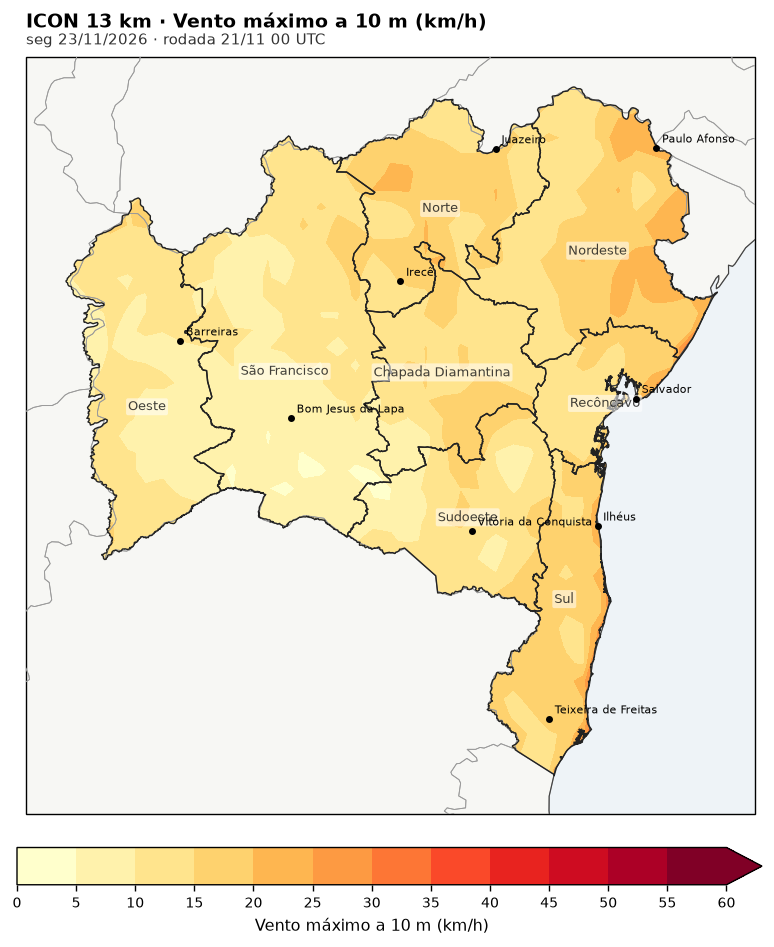 ICON 13 km · Vento máximo a 10 m (km/h)
seg 23/11/2026 · rodada 21/11 00 UTC
Juazeiro
Paulo Afonso
Norte
Nordeste
Irecê
Barreiras
São Francisco
Chapada Diamantina
Salvador
Oeste
Bom Jesus da Lapa
Recôncavo
Sudoeste
Vitória da Conquista
Ilhéus
Sul
Teixeira de Freitas
0 5 10 15 20 25 30 35 40 45 50 55 60
Vento máximo a 10 m (km/h)